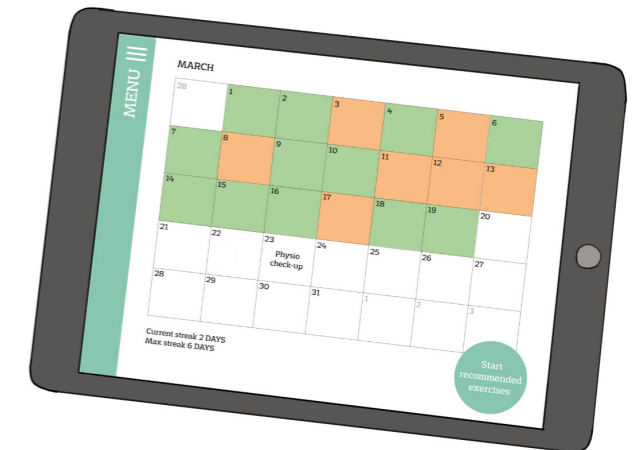 MENU
MARCH
28 1 2 3 4 5 6
7 8 9 10 11 12 13
14 15 16 17 18 19 20
21 22 23 24 25 26 27
Physio
check-up
28 29 30 31 1 2 3
Current streak 2 DAYS
Max streak 6 DAYS
Start
recommended
exercises